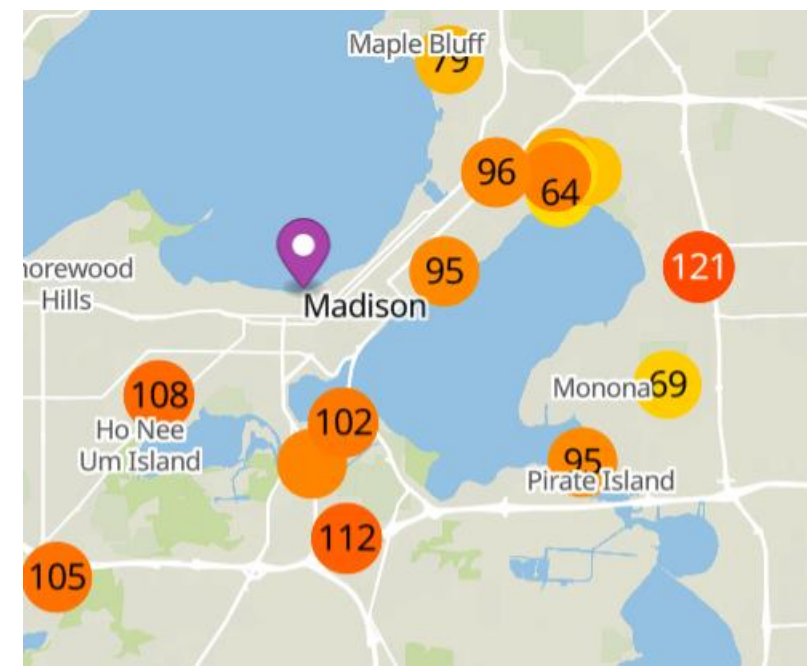 Maple Bluff
79
96
64
95
121
horewood
Hills
Madison
108
Monona
69
Ho Nee
Um Island
102
95
Pirate Island
112
105